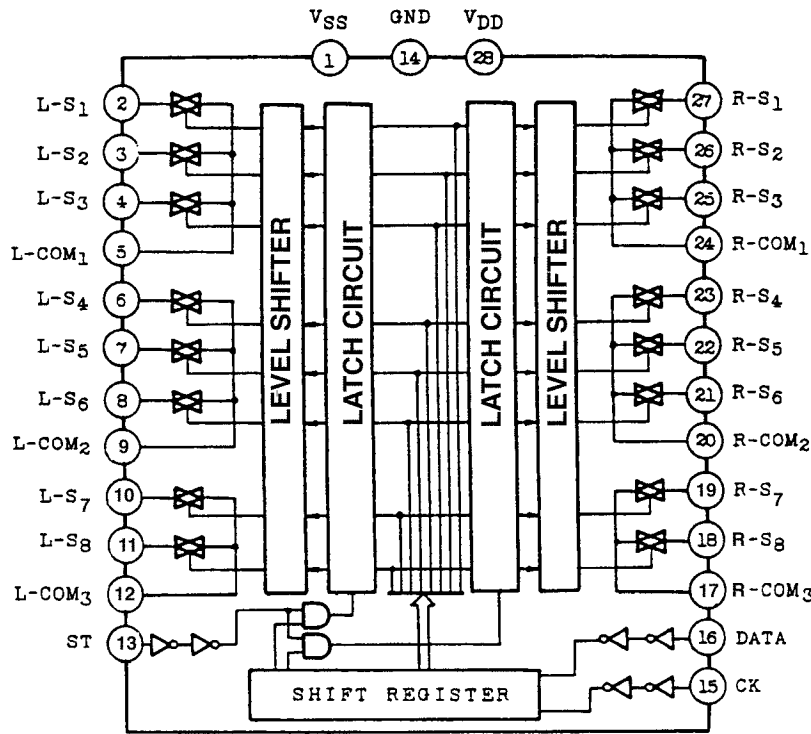 VSS GND VDD
1 14 28
L-S1 2 27 R-S1
L-S2 3 26 R-S2
L-S3 4 25 R-S3
L-COM1 5 24 R-COM1
L-S4 6 23 R-S4
L-S5 7 22 R-S5
L-S6 8 21 R-S6
L-COM2 9 20 R-COM2
L-S7 10 19 R-S7
L-S8 11 18 R-S8
L-COM3 12 17 R-COM3
ST 13 16 DATA
15 CK
LEVEL SHIFTER
LATCH CIRCUIT
LATCH CIRCUIT
LEVEL SHIFTER
SHIFT REGISTER